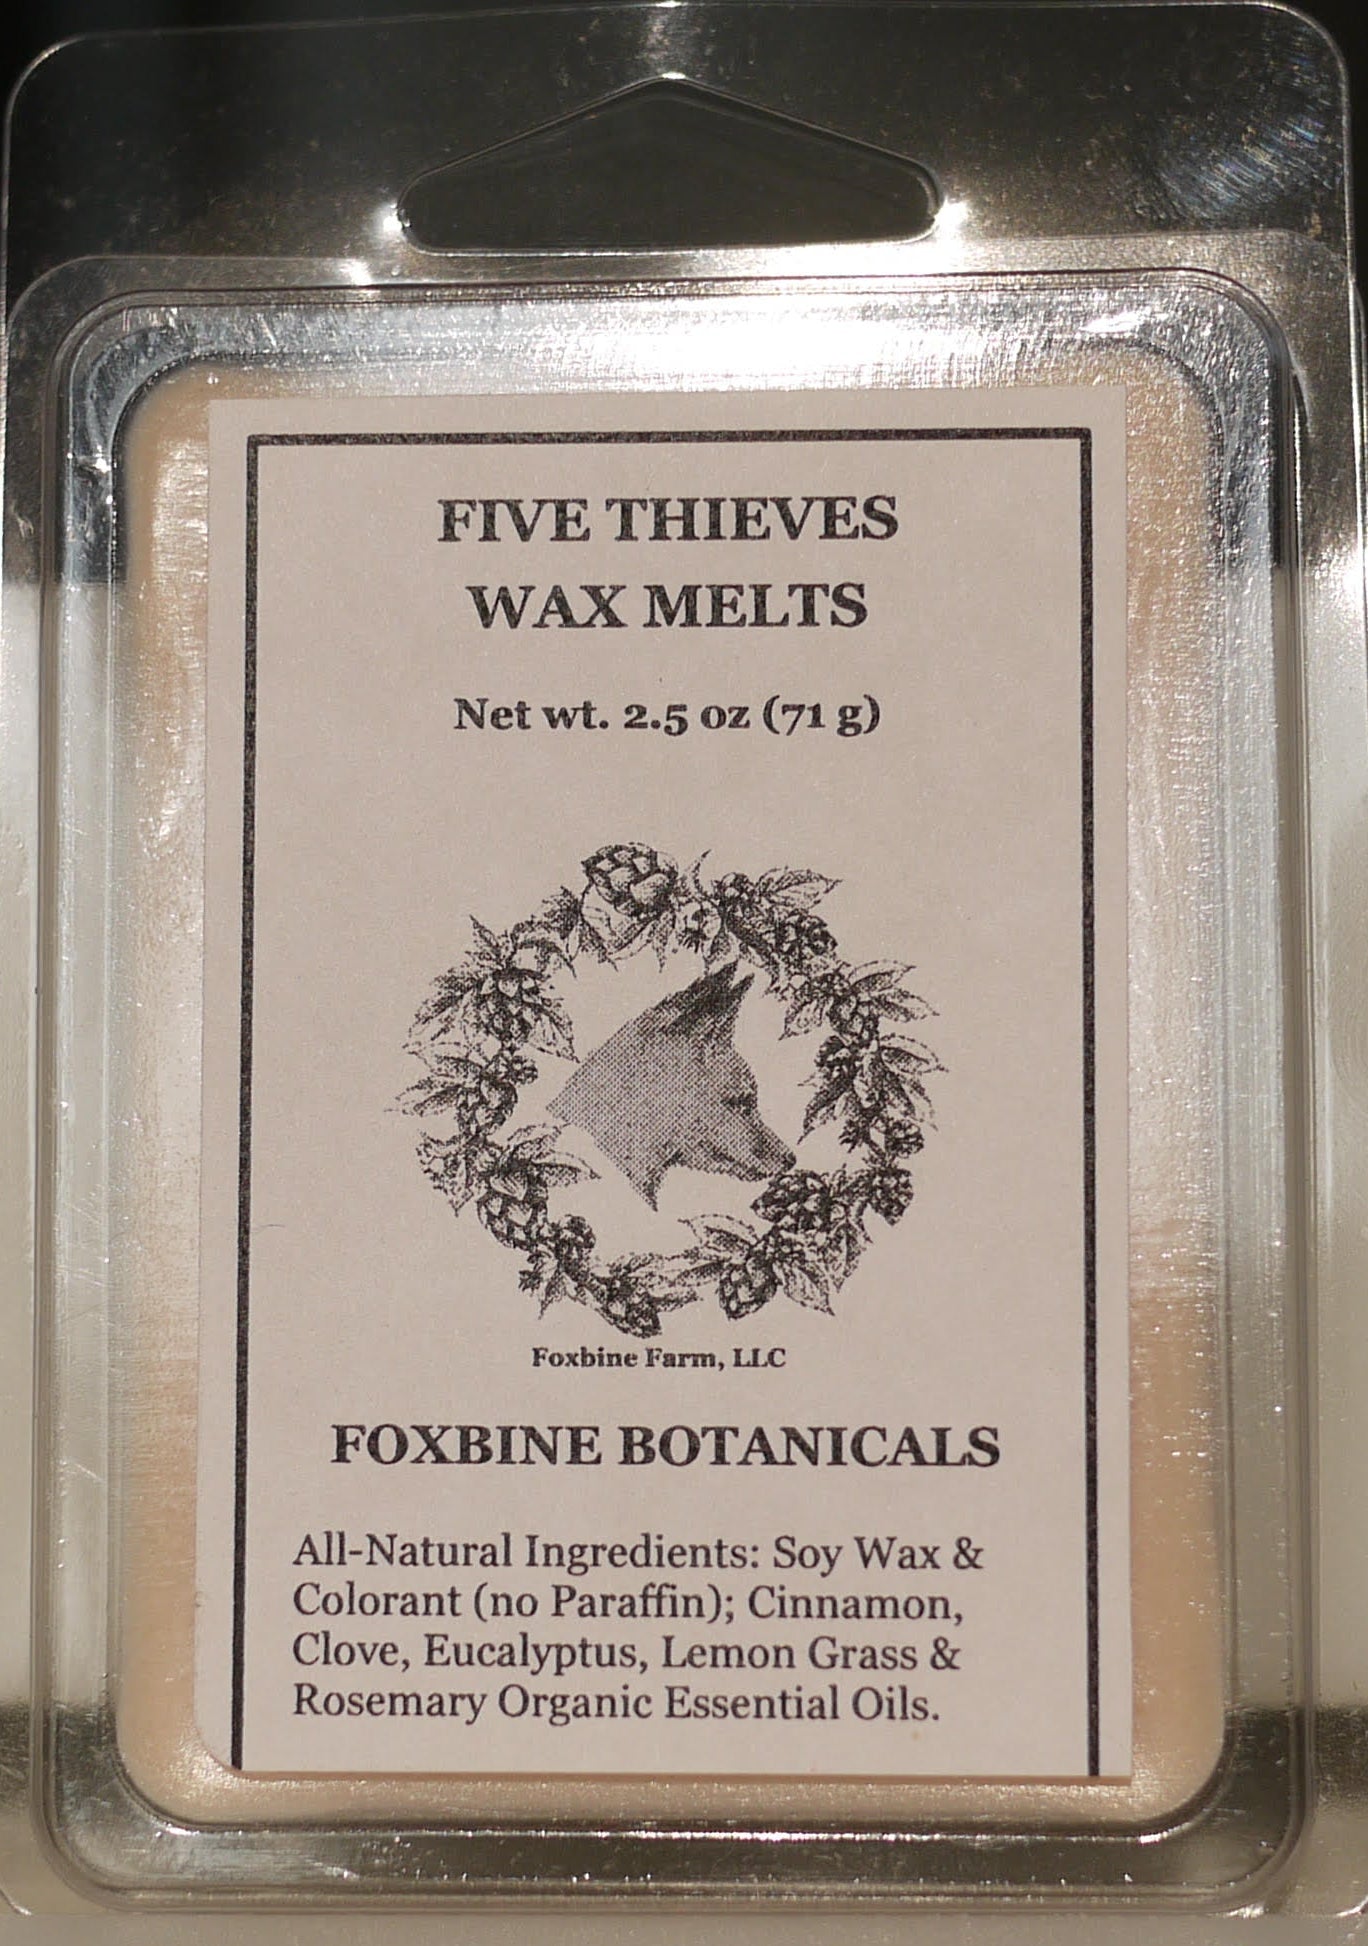 FIVE THIEVES
WAX MELTS
Net wt. 2.5 oz (71 g)
Foxbine Farm, LLC
FOXBINE BOTANICALS
All-Natural Ingredients: Soy Wax &
Colorant (no Paraffin); Cinnamon,
Clove, Eucalyptus, Lemon Grass &
Rosemary Organic Essential Oils.